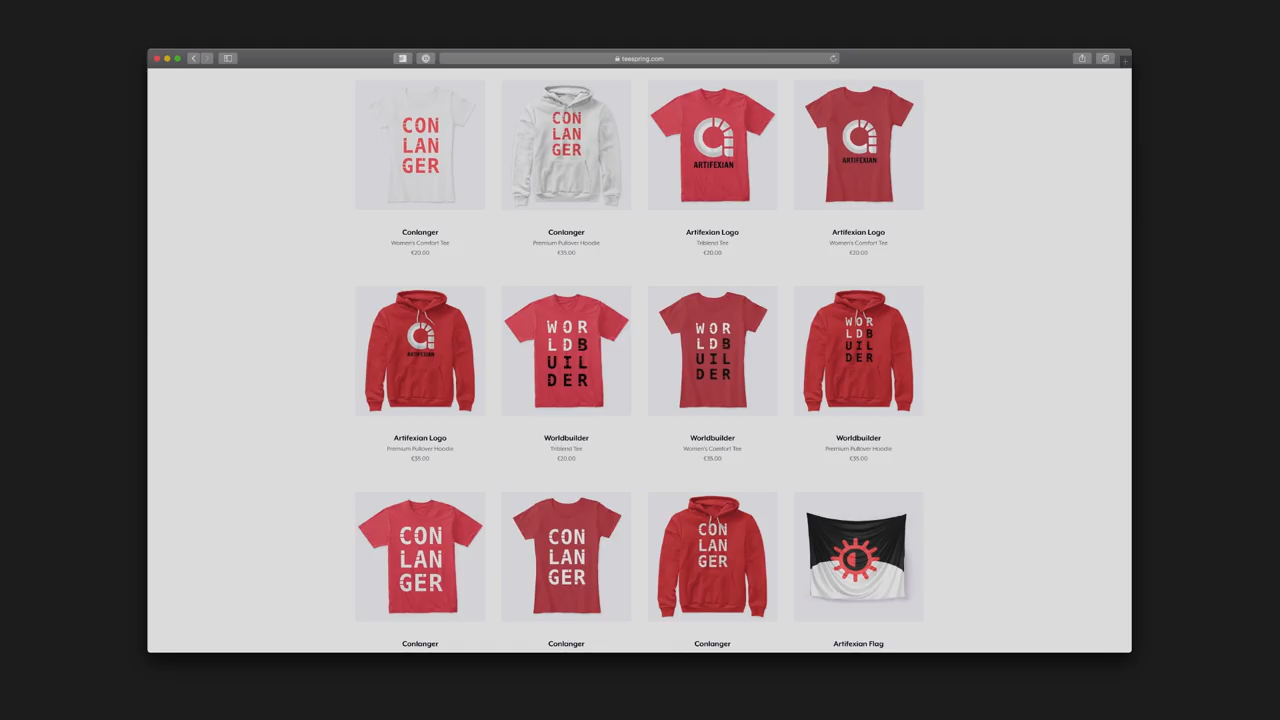 teespring.com
CON
LAN
GER
CON
LAN
GER
ARTIFEXIAN
ARTIFEXIAN
Conlanger
Women's Comfort Tee
€20.00
Conlanger
Premium Pullover Hoodie
€35.00
Artifexian Logo
Triblend Tee
€20.00
Artifexian Logo
Women's Comfort Tee
€20.00
ARTIFEXIAN
WOR
LDB
UIL
DER
WOR
LDB
UIL
DER
WOR
LDB
UIL
DER
Artifexian Logo
Premium Pullover Hoodie
€35.00
Worldbuilder
Triblend Tee
€20.00
Worldbuilder
Women's Comfort Tee
€35.00
Worldbuilder
Premium Pullover Hoodie
€35.00
CON
LAN
GER
CON
LAN
GER
CON
LAN
GER
Conlanger
Conlanger
Conlanger
Artifexian Flag